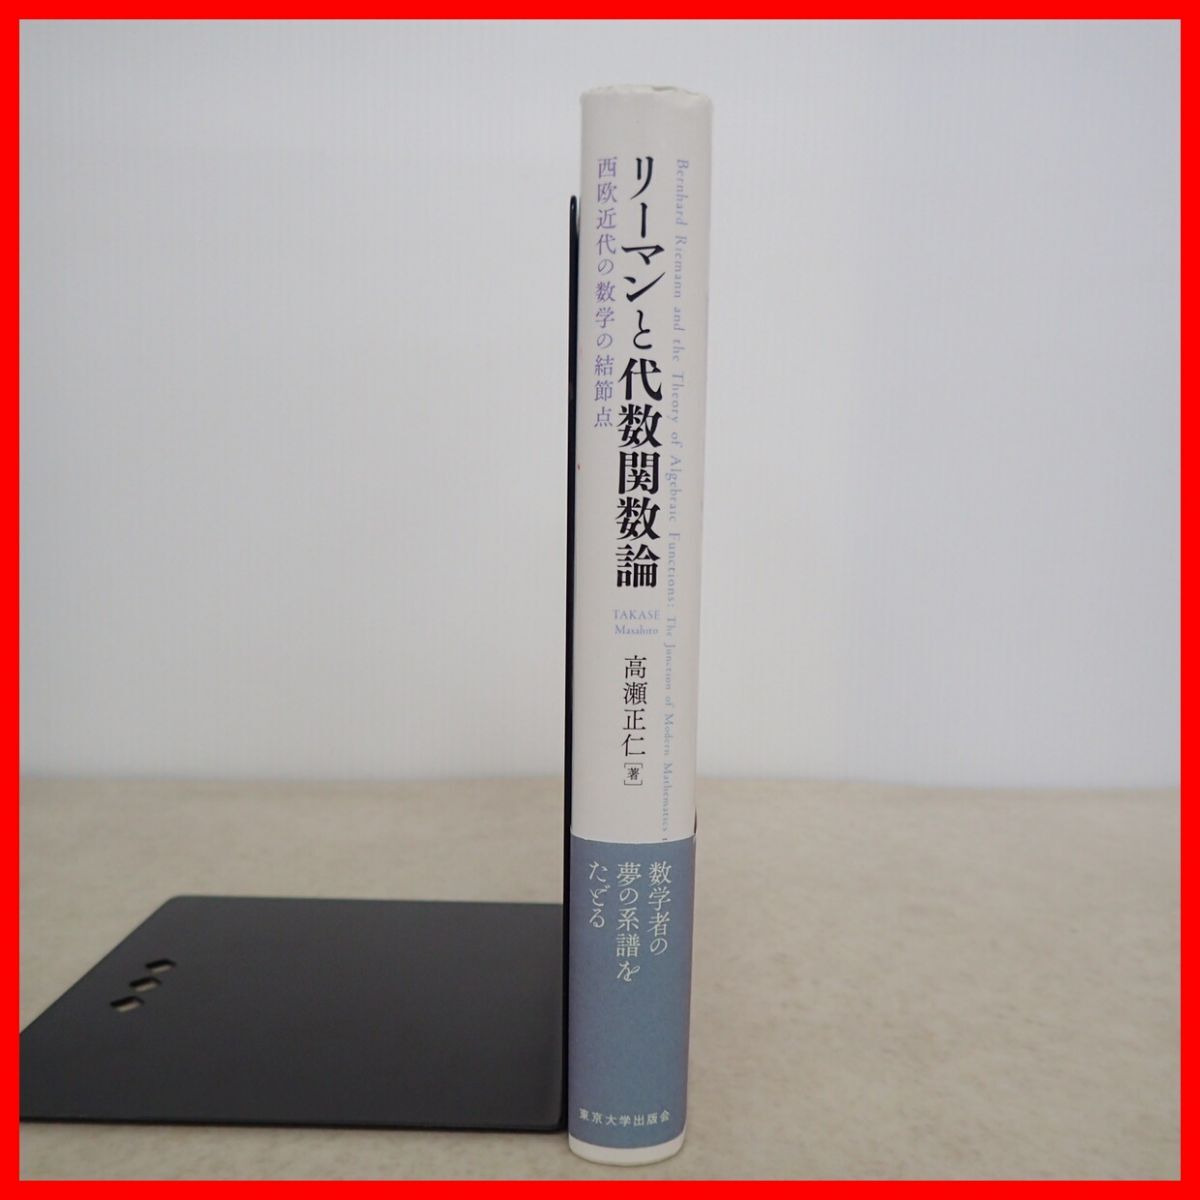 Bernhard Riemann and the Theory of Algebraic Functions: The Junction of Modern Mathematics
リーマンと代数関数論
西欧近代の数学の結節点
TAKASE
Masahito
高瀬正仁[著]
数学者の
夢の系譜を
たどる
東京大学出版会